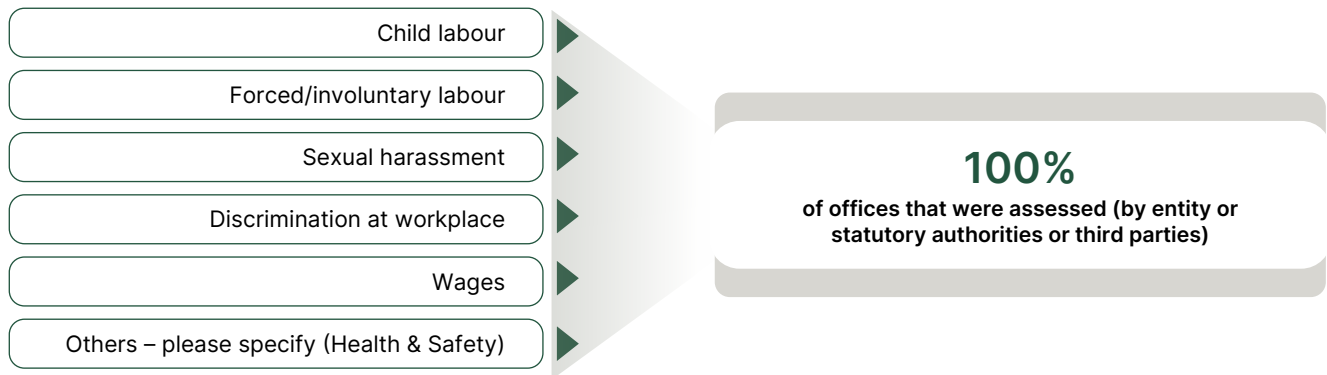 Child labour
Forced/involuntary labour
Sexual harassment
Discrimination at workplace
Wages
Others – please specify (Health & Safety)
100%
of offices that were assessed (by entity or
statutory authorities or third parties)